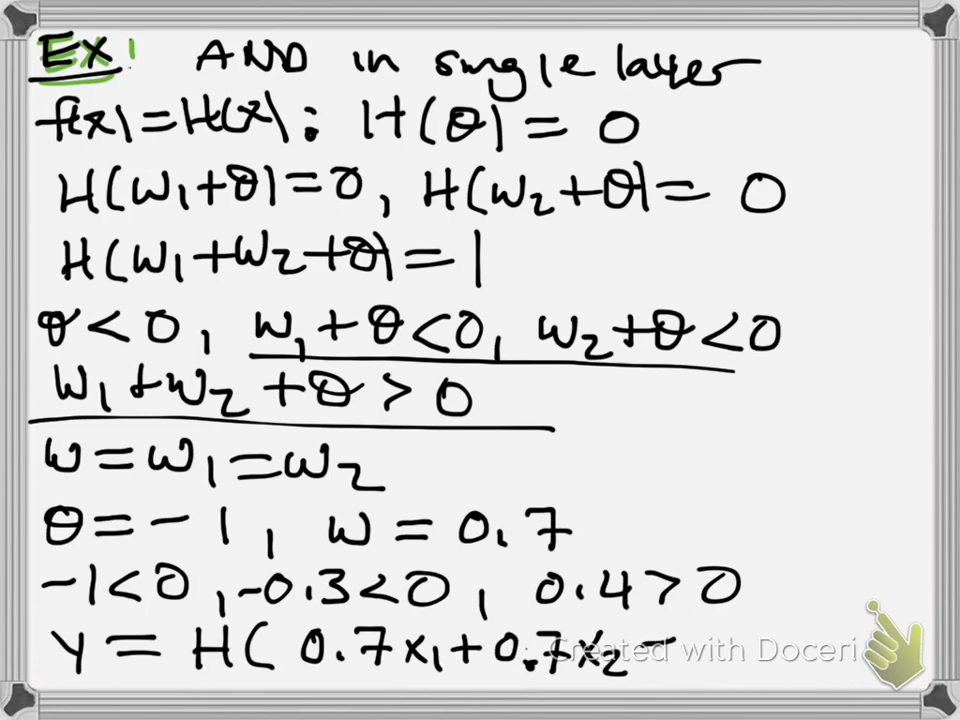 EX! AND in single layer
f(x)=H(x): H(θ)=0
H(w1+θ)=0, H(w2+θ)=0
H(w1+w2+θ)=1
θ<0, w1+θ<0, w2+θ<0
w1+w2+θ>0
w=w1=w2
θ=-1, w=0.7
-1<0, -0.3<0, 0.4>0
y=H(0.7x1+0.7x2-
Created with Doceri